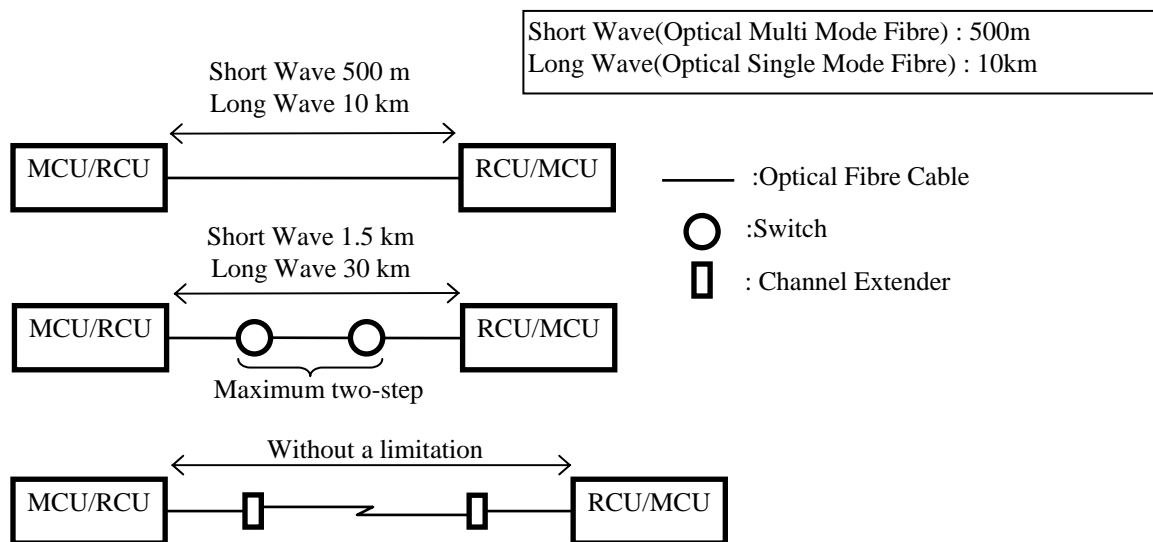 Short Wave(Optical Multi Mode Fibre) : 500m
Long Wave(Optical Single Mode Fibre) : 10km
Short Wave 500 m
Long Wave 10 km
MCU/RCU
RCU/MCU
:Optical Fibre Cable
:Switch
: Channel Extender
Short Wave 1.5 km
Long Wave 30 km
MCU/RCU
RCU/MCU
Maximum two-step
Without a limitation
MCU/RCU
RCU/MCU